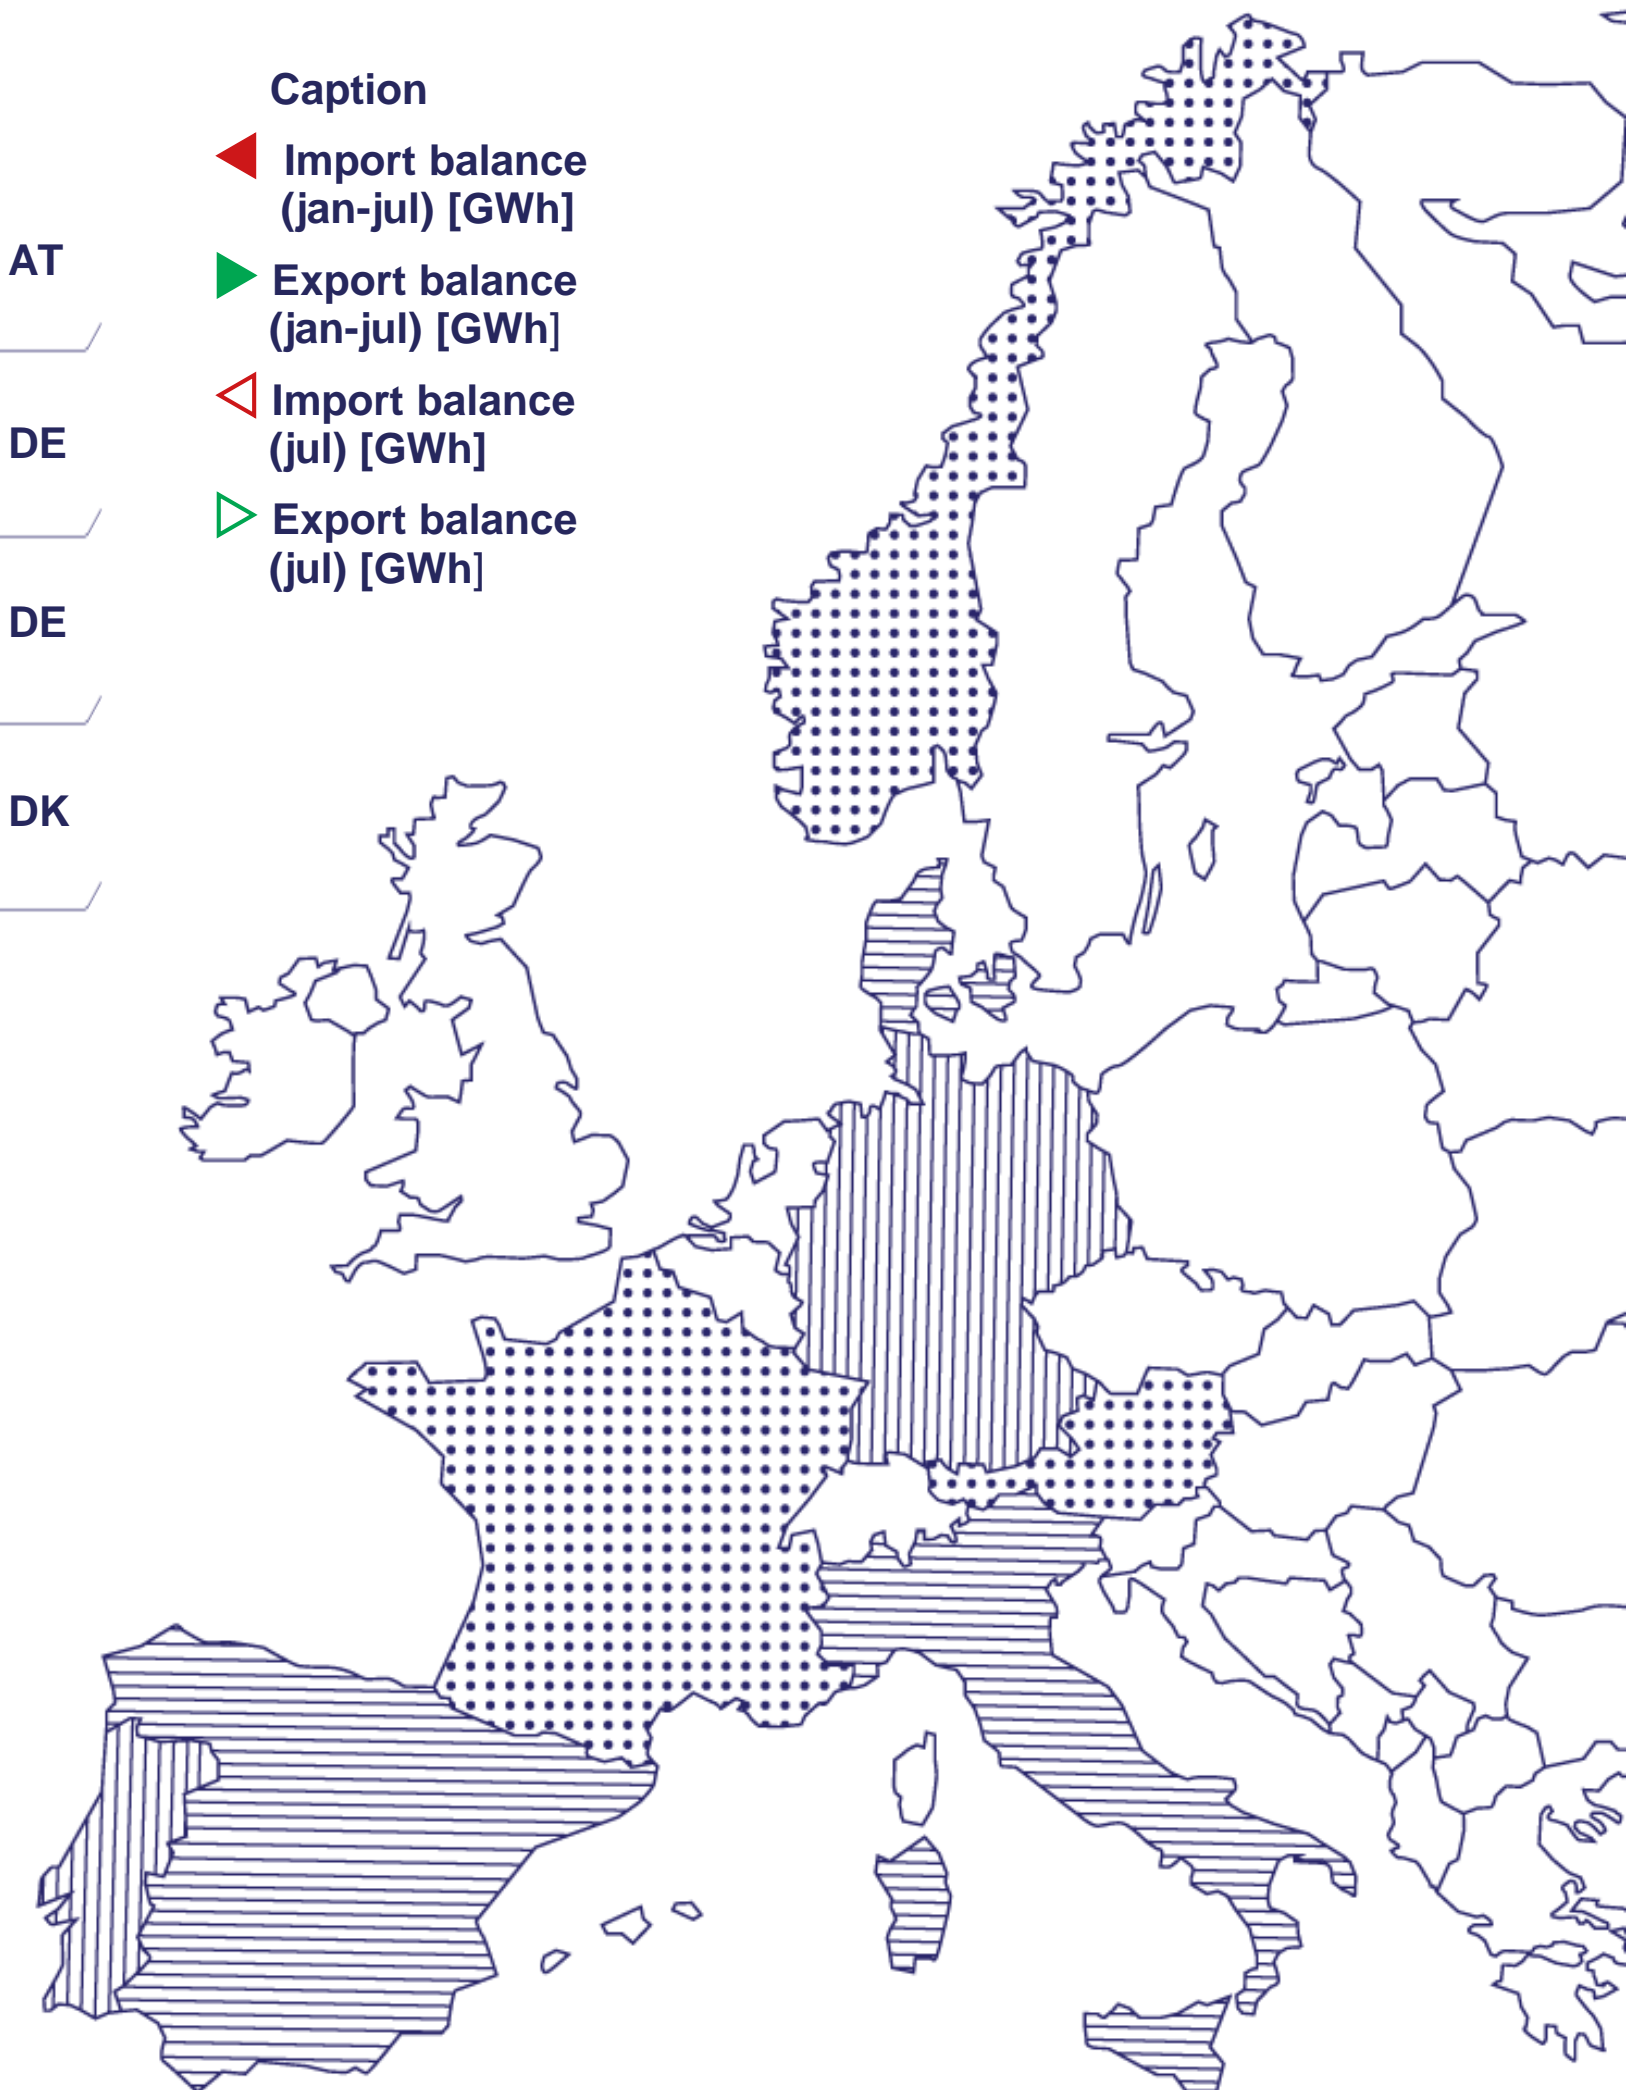 Caption
Import balance
(jan-jul) [GWh]
AT
Export balance
(jan-jul) [GWh]
Import balance
(jul) [GWh]
DE
Export balance
(jul) [GWh]
DE
DK